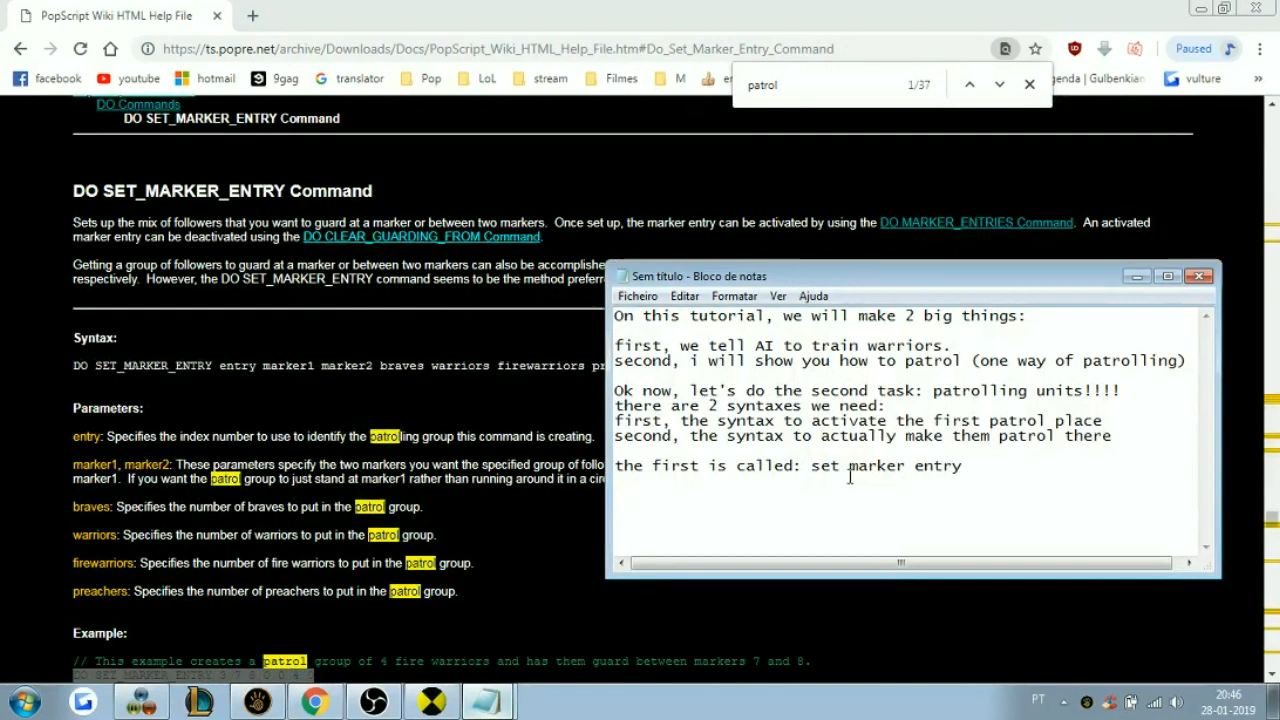 PopScript Wiki HTML Help File
https://ts.popre.net/archive/Downloads/Docs/PopScript_Wiki_HTML_Help_File.htm#Do_Set_Marker_Entry_Command
Paused
facebook youtube hotmail 9gag translator Pop LoL stream Filmes M er genda | Gulbenkian vulture »
patrol 1/37
DO Commands
DO SET_MARKER_ENTRY Command
DO SET_MARKER_ENTRY Command
Sets up the mix of followers that you want to guard at a marker or between two markers. Once set up, the marker entry can be activated by using the DO MARKER_ENTRIES Command. An activated
marker entry can be deactivated using the DO CLEAR_GUARDING_FROM Command.
Getting a group of followers to guard at a marker or between two markers can also be accomplishe
respectively. However, the DO SET_MARKER_ENTRY command seems to be the method preferr
Syntax:
DO SET_MARKER_ENTRY entry marker1 marker2 braves warriors firewarriors pr
Parameters:
entry: Specifies the index number to use to identify the patrolling group this command is creating.
marker1, marker2: These parameters specify the two markers you want the specified group of follo
marker1. If you want the patrol group to just stand at marker1 rather than running around it in a cir
braves: Specifies the number of braves to put in the patrol group.
warriors: Specifies the number of warriors to put in the patrol group.
firewarriors: Specifies the number of fire warriors to put in the patrol group.
preachers: Specifies the number of preachers to put in the patrol group.
Example:
// This example creates a patrol group of 4 fire warriors and has them guard between markers 7 and 8.
DO SET_MARKER_ENTRY 3 7 8 0 0 4
Sem título - Bloco de notas
Ficheiro Editar Formatar Ver Ajuda
On this tutorial, we will make 2 big things:
first, we tell AI to train warriors.
second, i will show you how to patrol (one way of patrolling)
Ok now, let's do the second task: patrolling units!!!!
there are 2 syntaxes we need:
first, the syntax to activate the first patrol place
second, the syntax to actually make them patrol there
the first is called: set marker entry
PT
20:46
28-01-2019